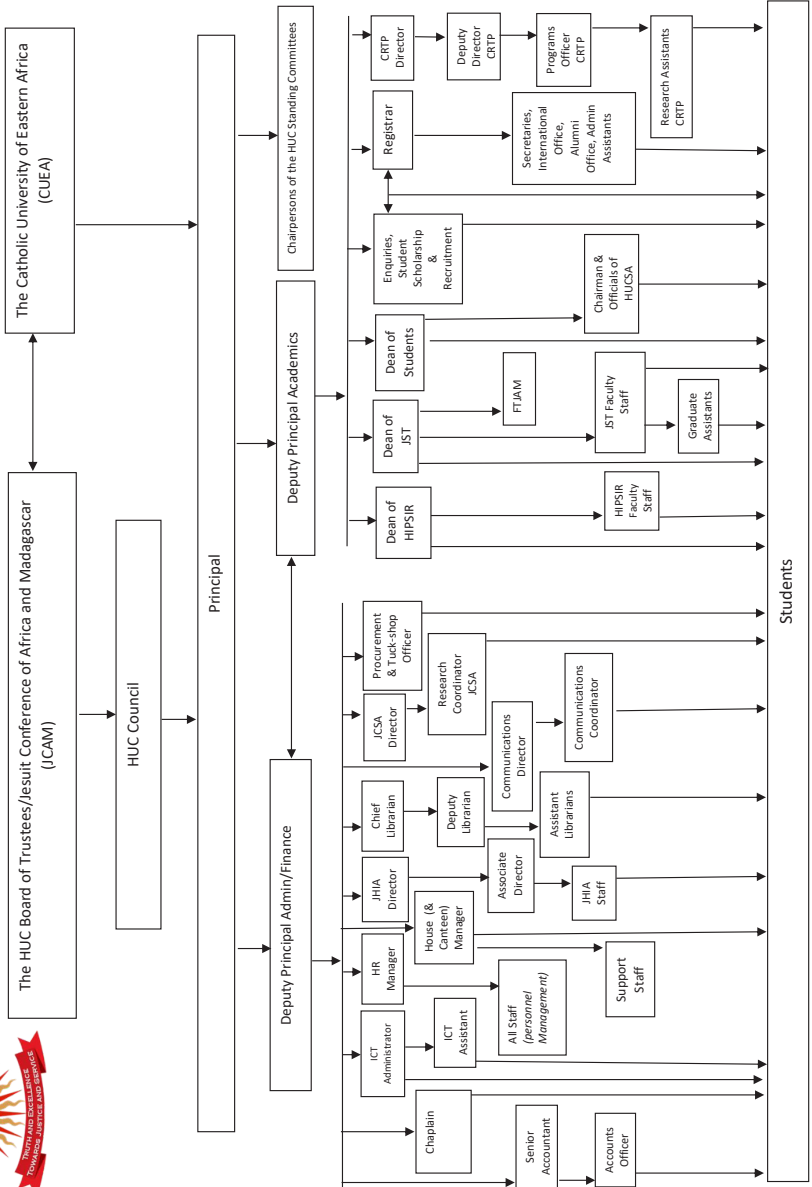 TRUTH AND EXCELLENCE
TOWARDS JUSTICE AND SERVICE
The HUC Board of Trustees/Jesuit Conference of Africa and Madagascar
(JCAM)
The Catholic University of Eastern Africa
(CUEA)
HUC Council
Principal
Deputy Principal Admin/Finance
Deputy Principal Academics
Chairpersons of the HUC Standing Committees
Senior
Accountant
Accounts
Officer
Chaplain
ICT
Administrator
ICT
Assistant
HR
Manager
All Staff
(personnel
Management)
House (&
Canteen)
Manager
Support
Staff
JHIA
Director
Associate
Director
JHIA
Staff
Chief
Librarian
Deputy
Librarian
Assistant
Librarians
Communications
Director
Communications
Coordinator
JCSA
Director
Research
Coordinator
JCSA
Procurement
& Tuck-shop
Officer
Dean of
HIPSIR
HIPSIR
Faculty
Staff
Dean of
JST
FTJAM
JST Faculty
Staff
Graduate
Assistants
Dean of
Students
Chairman &
Officials of
HUCSA
Enquiries,
Student
Scholarship
&
Recruitment
Registrar
Secretaries,
International
Office,
Alumni
Office, Admin
Assistants
CRTP
Director
Deputy
Director
CRTP
Programs
Officer
CRTP
Research Assistants
CRTP
Students